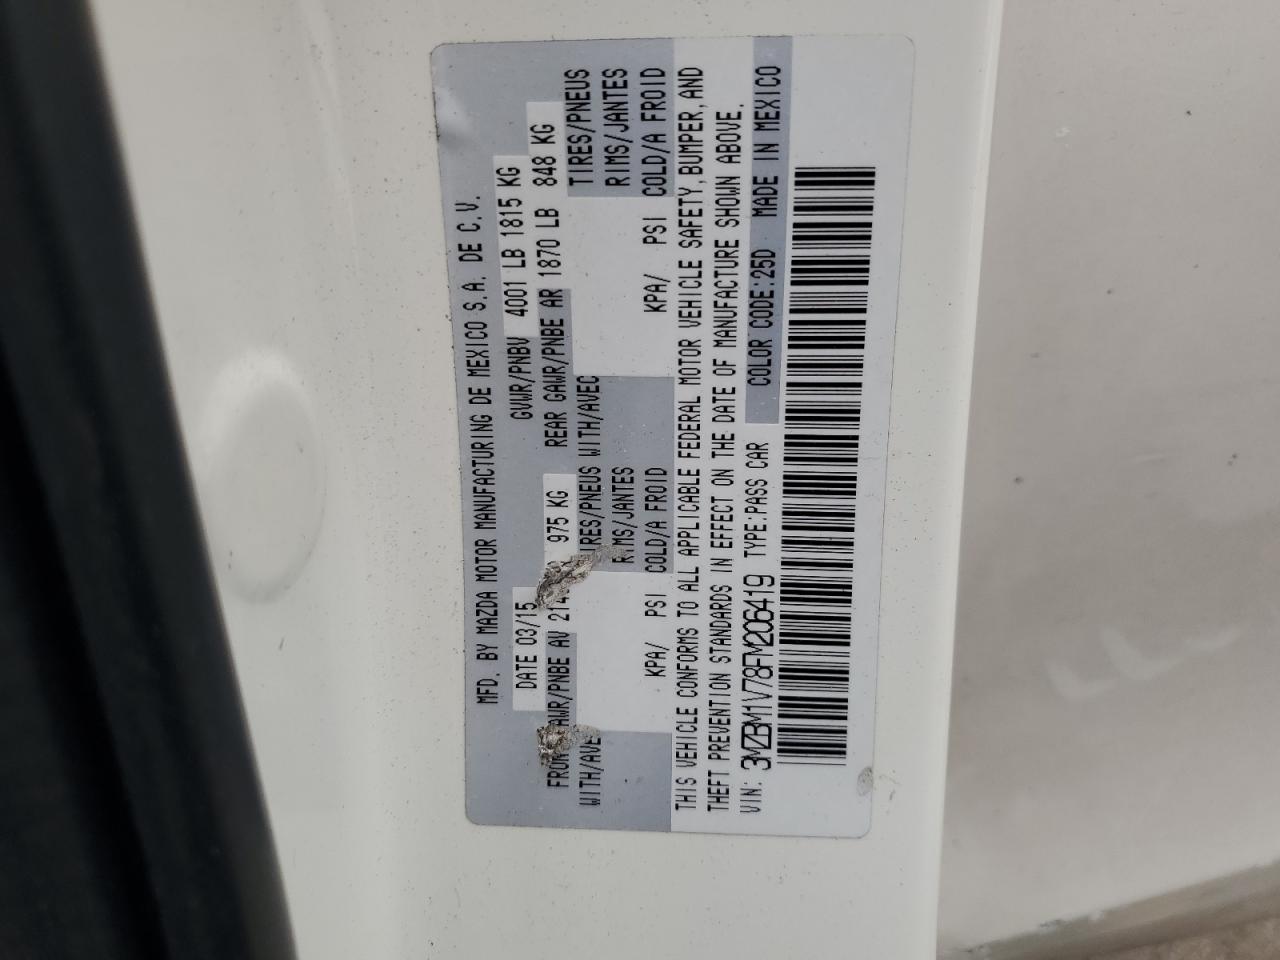 MFD. BY MAZDA MOTOR MANUFACTURING DE MEXICO S.A. DE C.V.
DATE 03/15 GVWR/PNBV 4001 LB 1815 KG
975 KG REAR GAWR/PNBE AR 1870 LB 848 KG
TIRES/PNEUS
WITH/AVEC
RIMS/JANTES
RIMS/JANTES
KPA/ PSI COLD/A FROID KPA/ PSI COLD/A FROID
THIS VEHICLE CONFORMS TO ALL APPLICABLE FEDERAL MOTOR VEHICLE SAFETY, BUMPER, AND
THEFT PREVENTION STANDARDS IN EFFECT ON THE DATE OF MANUFACTURE SHOWN ABOVE.
VIN: 3MZBM1V78FM206419 TYPE:PASS CAR COLOR CODE:25D MADE IN MEXICO